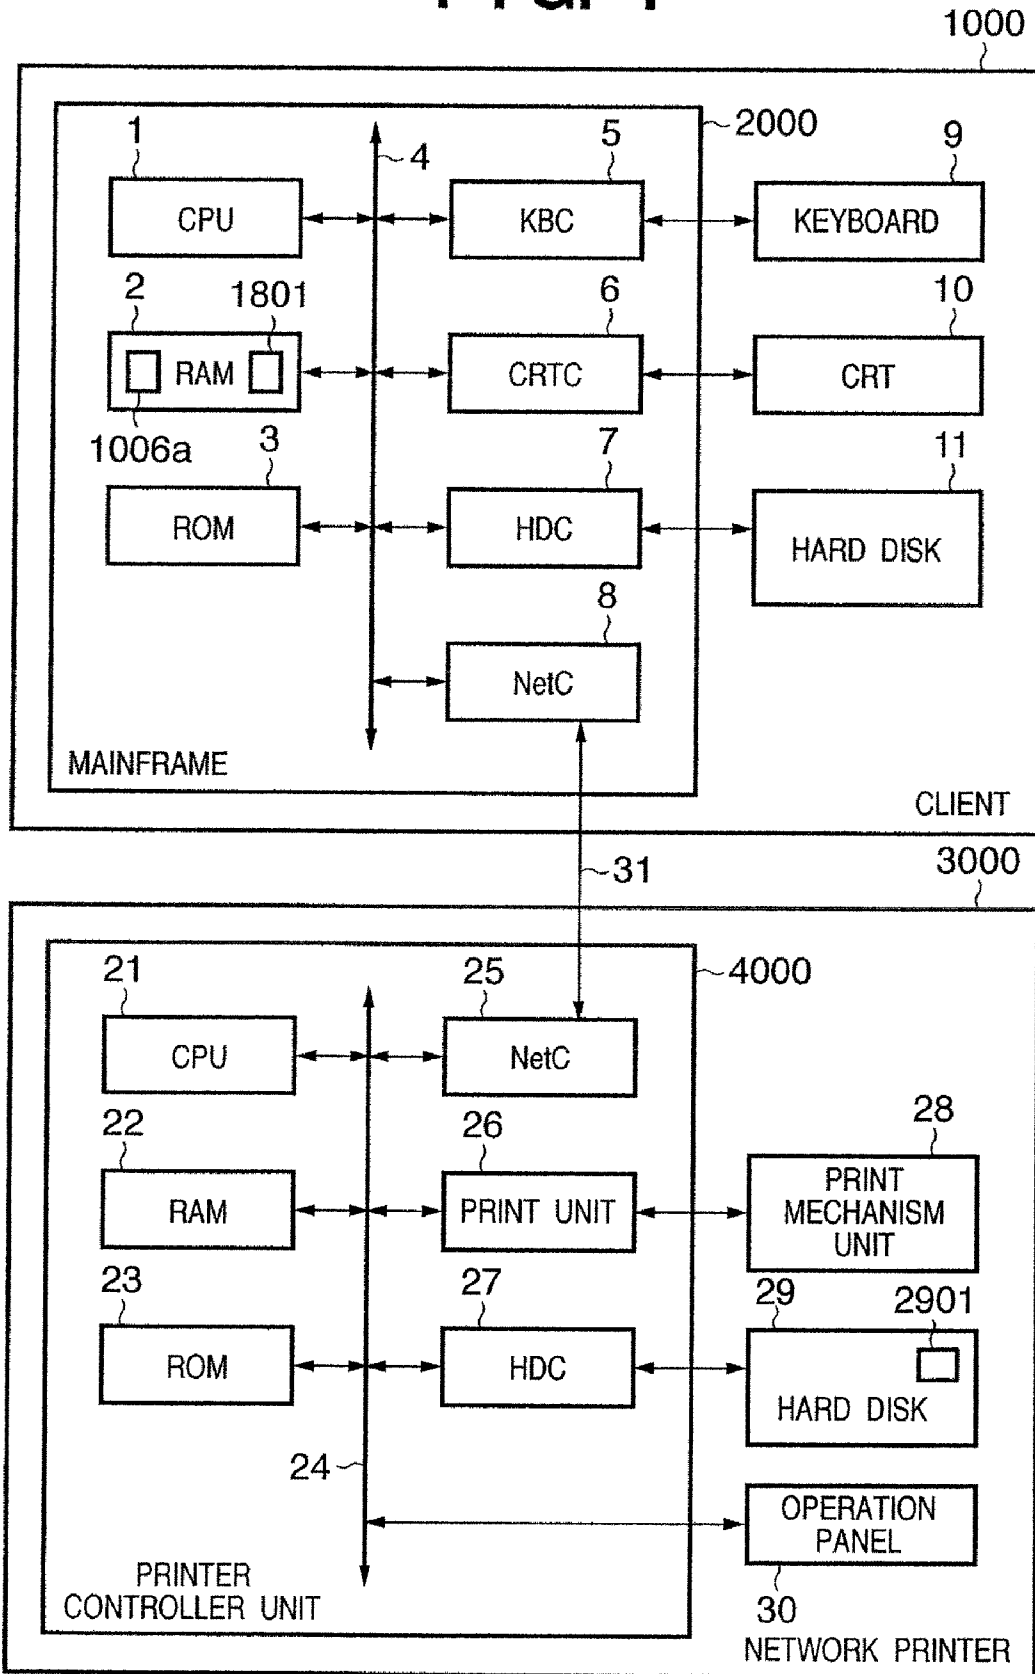 1000
2000
1
4
5
9
CPU
KBC
KEYBOARD
2
1801
6
10
RAM
CRTC
CRT
1006a
3
7
11
ROM
HDC
HARD DISK
8
NetC
MAINFRAME
CLIENT
31
3000
21
25
4000
CPU
NetC
22
26
28
RAM
PRINT UNIT
PRINT
MECHANISM
UNIT
23
27
29
2901
ROM
HDC
HARD DISK
24
OPERATION
PANEL
PRINTER
CONTROLLER UNIT
30
NETWORK PRINTER